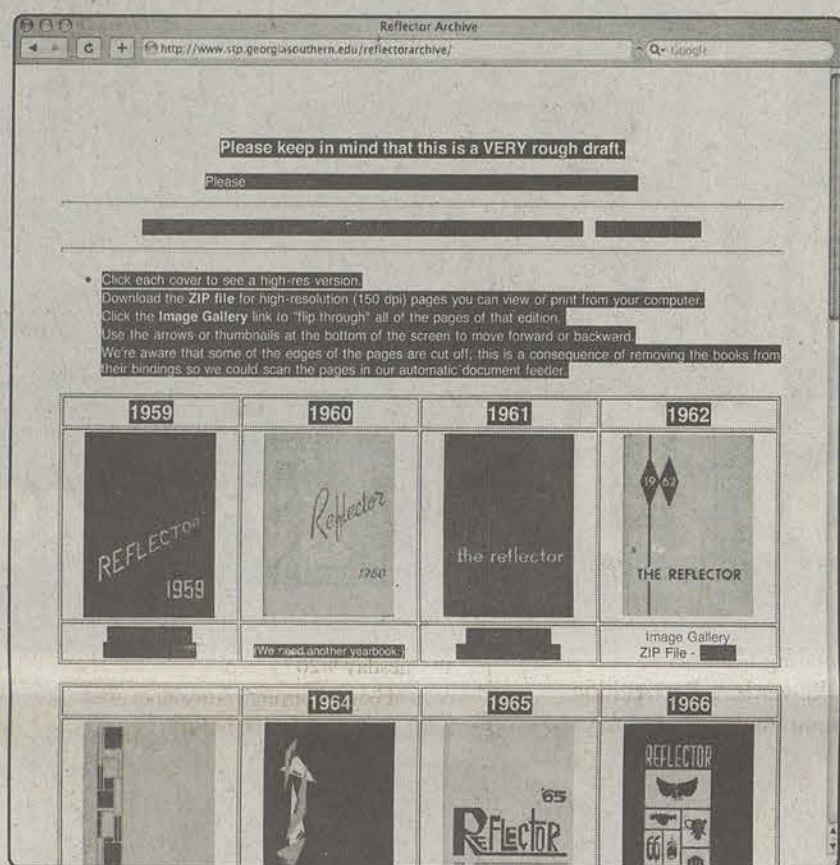 Reflector Archive
http://www.stp.georgiasouthern.edu/reflectorarchive/
Google
Please keep in mind that this is a VERY rough draft.
Please
Click each cover to see a high-res version.
Download the ZIP file for high-resolution (150 dpi) pages you can view or print from your computer.
Click the Image Gallery link to "flip through" all of the pages of that edition.
Use the arrows or thumbnails at the bottom of the screen to move forward or backward.
We're aware that some of the edges of the pages are cut off; this is a consequence of removing the books from
their bindings so we could scan the pages in our automatic document feeder.
1959 1960 1961 1962
REFLECTOR
1959
Reflector
1960
the reflector
19 62
THE REFLECTOR
(We need another yearbook.)
Image Gallery
ZIP File -
1964 1965 1966
'65
REFLECTOR
REFLECTOR
66